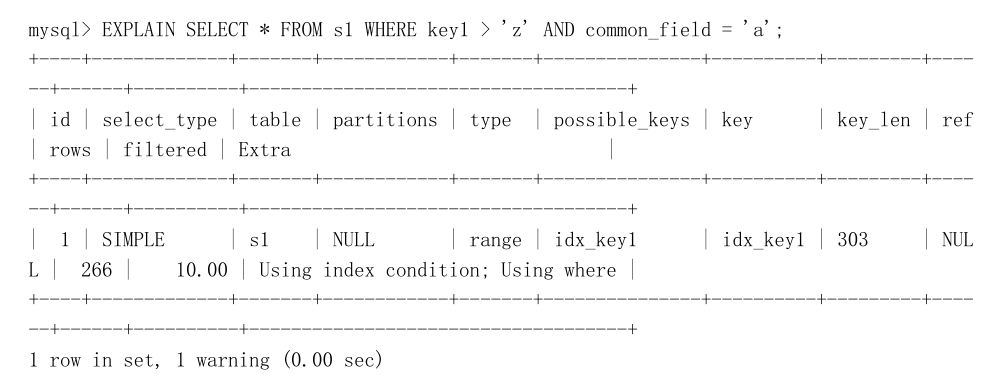 mysql> EXPLAIN SELECT * FROM s1 WHERE key1 > 'z' AND common_field = 'a';
+----+-------------+-------+------------+-------+---------------+----------+---------+----
--+------+----------+------------------------------------+
| id | select_type | table | partitions | type | possible_keys | key | key_len | ref
| rows | filtered | Extra |
+----+-------------+-------+------------+-------+---------------+----------+---------+----
--+------+----------+------------------------------------+
| 1 | SIMPLE | s1 | NULL | range | idx_key1 | idx_key1 | 303 | NUL
L | 266 | 10.00 | Using index condition; Using where |
+----+-------------+-------+------------+-------+---------------+----------+---------+----
--+------+----------+------------------------------------+
1 row in set, 1 warning (0.00 sec)